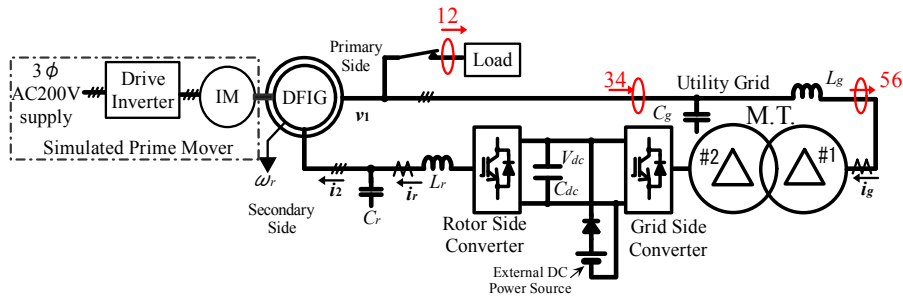 12
Primary
Side
Load
3 ϕ
AC200V
supply
Drive
Inverter
IM
DFIG
v1
34
Utility Grid
Lg
56
Cg
M.T.
Simulated Prime Mover
ωr
#2
#1
Vdc
Cdc
i2
ir
Lr
ig
Cr
Secondary
Side
Rotor Side
Converter
Grid Side
Converter
External DC
Power Source